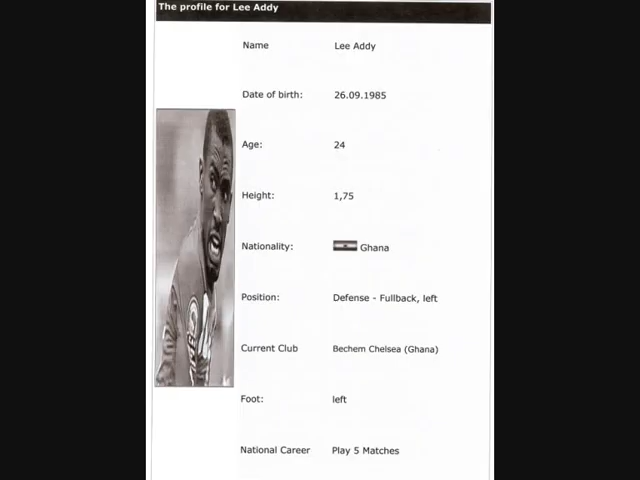 The profile for Lee Addy
Name Lee Addy
Date of birth: 26.09.1985
Age: 24
Height: 1,75
Nationality: Ghana
Position: Defense - Fullback, left
Current Club Bechem Chelsea (Ghana)
Foot: left
National Career Play 5 Matches